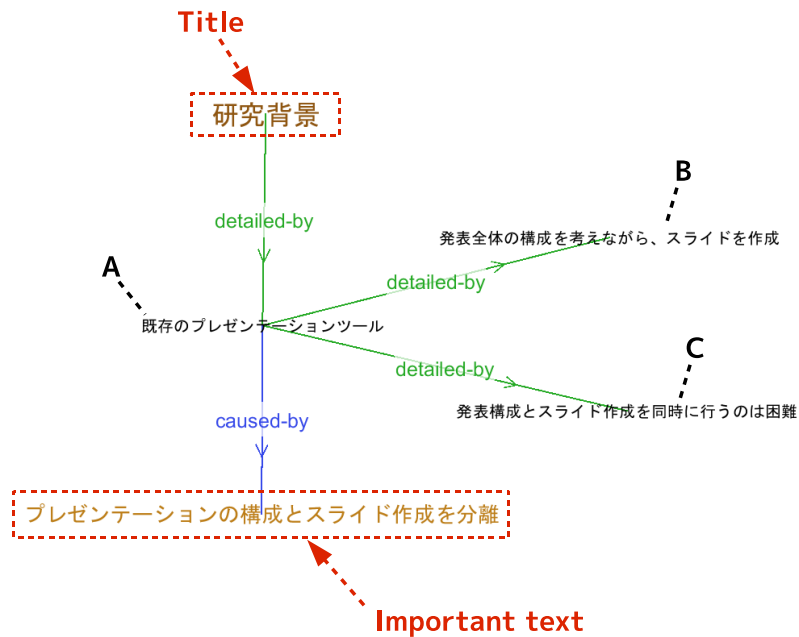 Title
研究背景
detailed-by
B
発表全体の構成を考えながら、スライドを作成
A
detailed-by
既存のプレゼンテーションツール
C
detailed-by
発表構成とスライド作成を同時に行うのは困難
caused-by
プレゼンテーションの構成とスライド作成を分離
Important text